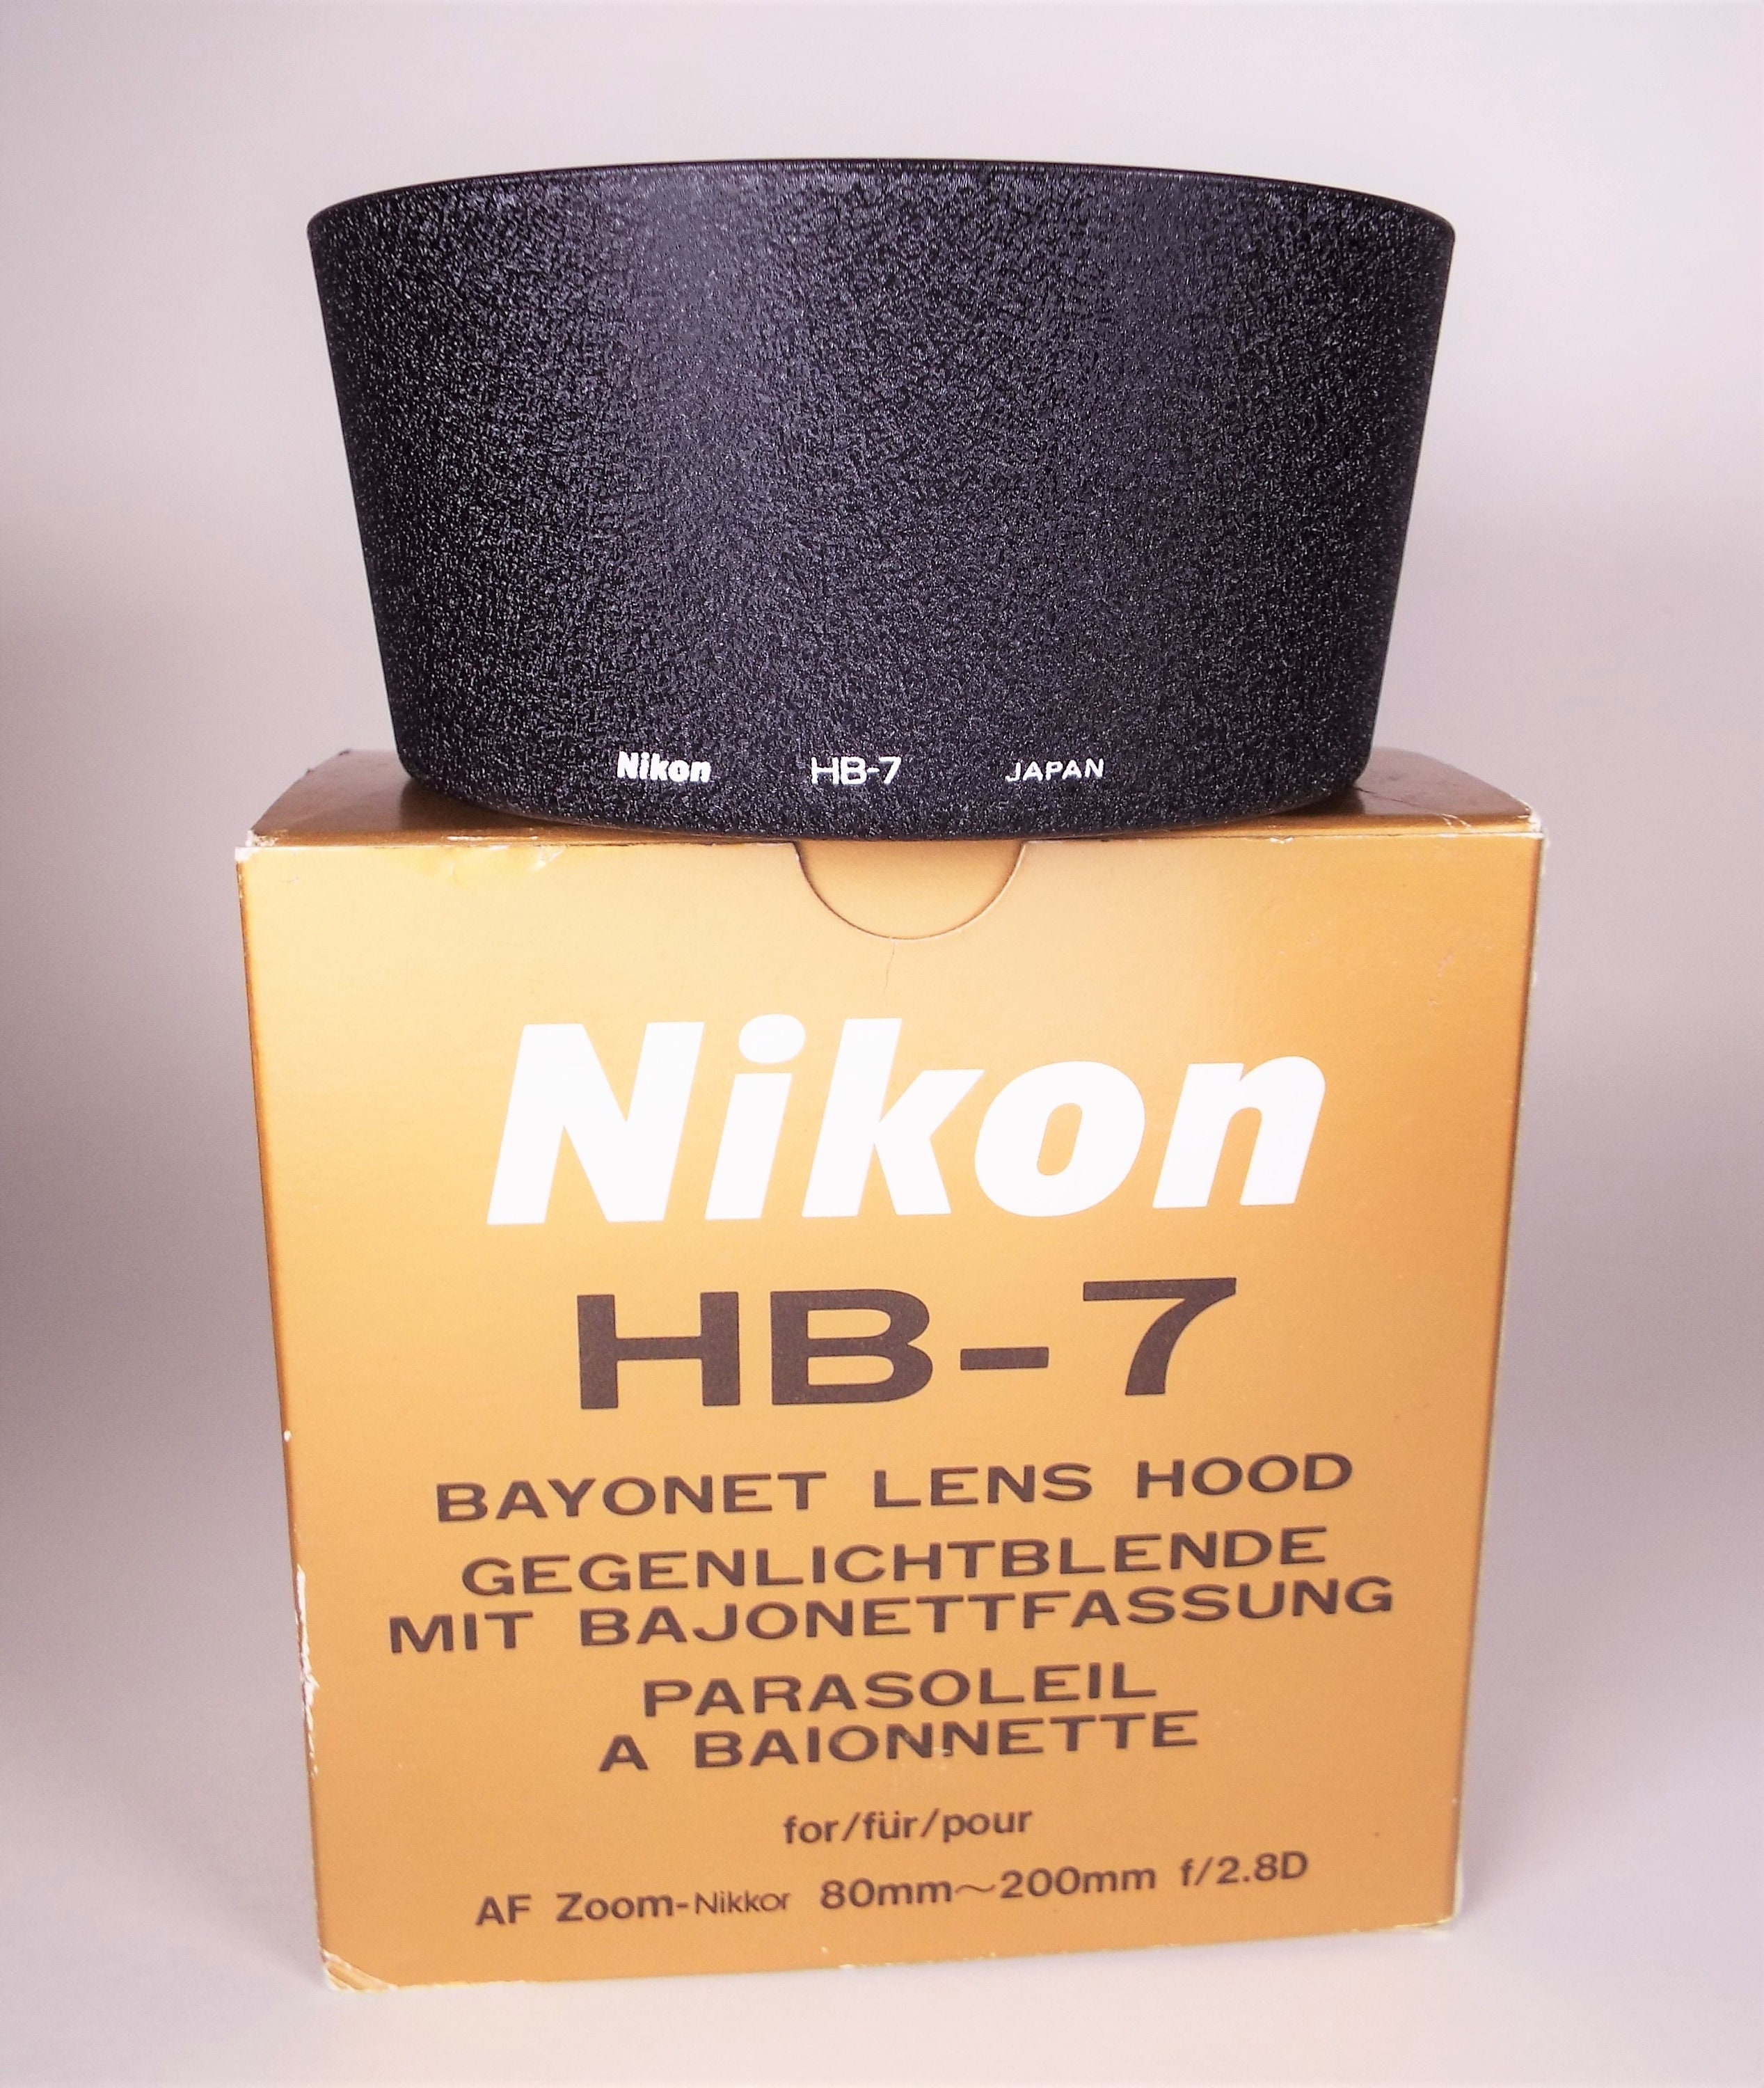 Nikon HB-7 JAPAN
Nikon
HB-7
BAYONET LENS HOOD
GEGENLICHTBLENDE
MIT BAJONETTFASSUNG
PARASOLEIL
A BAIONNETTE
for/für/pour
AF Zoom-Nikkor 80mm~200mm f/2.8D